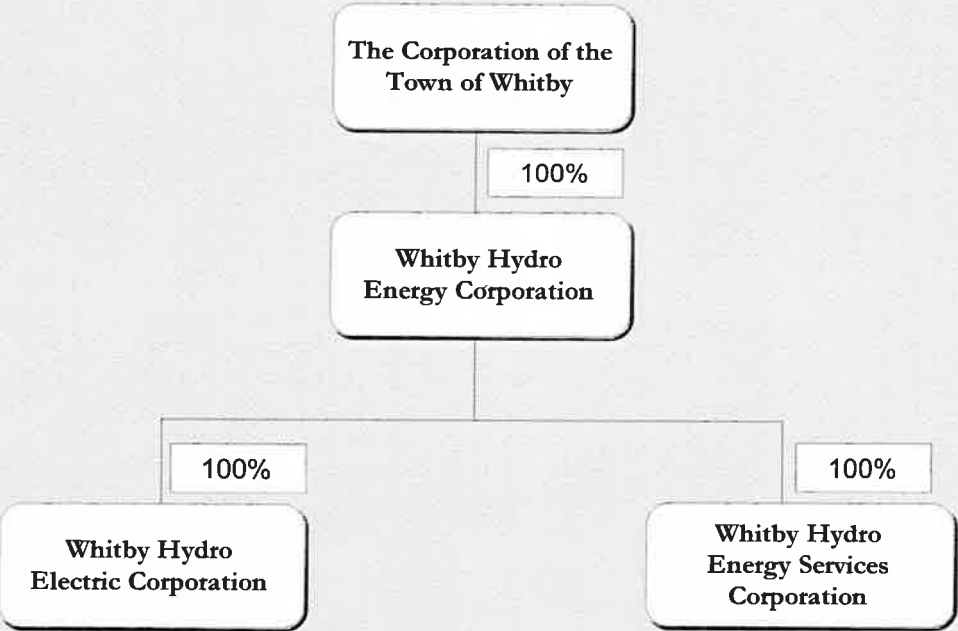 The Corporation of the
Town of Whitby
100%
Whitby Hydro
Energy Corporation
100%
100%
Whitby Hydro
Electric Corporation
Whitby Hydro
Energy Services
Corporation